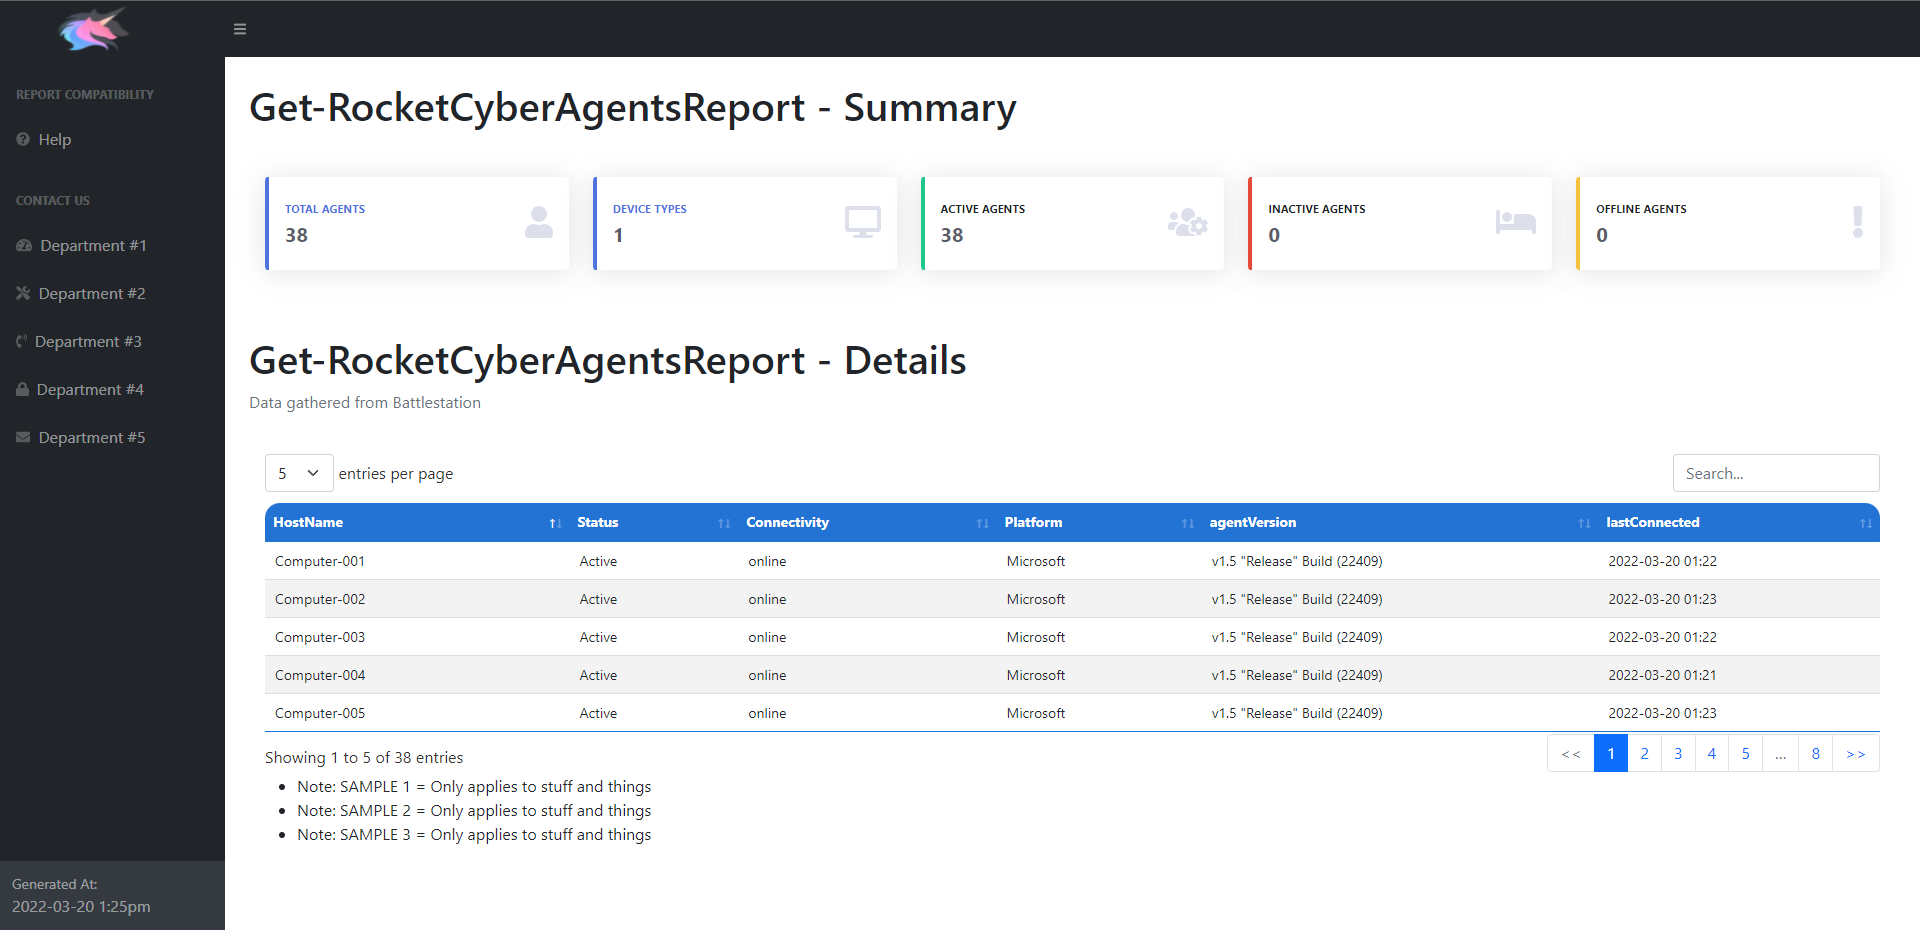 REPORT COMPATIBILITY
Help
CONTACT US
Department #1
Department #2
Department #3
Department #4
Department #5
Generated At:
2022-03-20 1:25pm
Get-RocketCyberAgentsReport - Summary
TOTAL AGENTS
38
DEVICE TYPES
1
ACTIVE AGENTS
38
INACTIVE AGENTS
0
OFFLINE AGENTS
0
Get-RocketCyberAgentsReport - Details
Data gathered from Battlestation
5 entries per page
Search...
HostName Status Connectivity Platform agentVersion lastConnected
Computer-001 Active online Microsoft v1.5 "Release" Build (22409) 2022-03-20 01:22
Computer-002 Active online Microsoft v1.5 "Release" Build (22409) 2022-03-20 01:23
Computer-003 Active online Microsoft v1.5 "Release" Build (22409) 2022-03-20 01:22
Computer-004 Active online Microsoft v1.5 "Release" Build (22409) 2022-03-20 01:21
Computer-005 Active online Microsoft v1.5 "Release" Build (22409) 2022-03-20 01:23
Showing 1 to 5 of 38 entries
<< 1 2 3 4 5 ... 8 >>
Note: SAMPLE 1 = Only applies to stuff and things
Note: SAMPLE 2 = Only applies to stuff and things
Note: SAMPLE 3 = Only applies to stuff and things